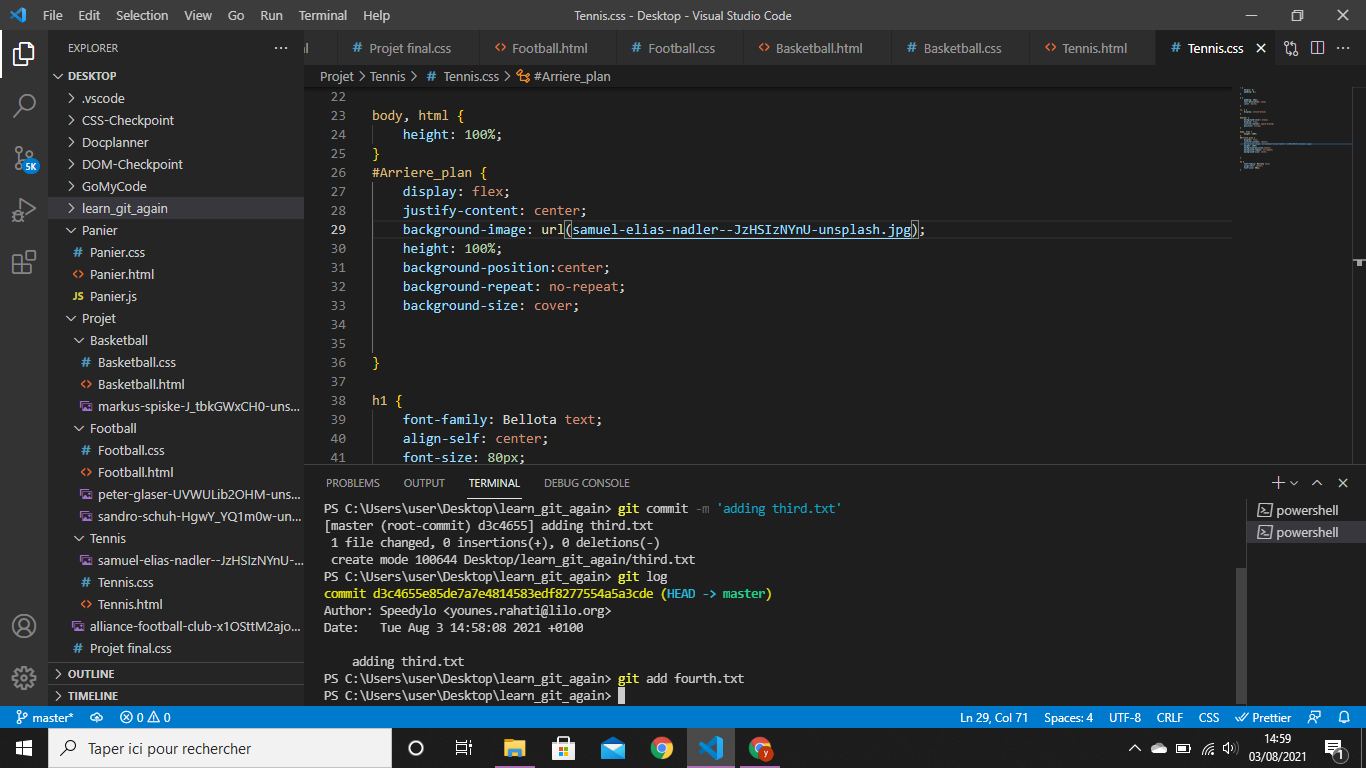 File Edit Selection View Go Run Terminal Help Tennis.css - Desktop - Visual Studio Code
EXPLORER
Projet final.css Football.html Football.css Basketball.html Basketball.css Tennis.html Tennis.css
DESKTOP
.vscode
CSS-Checkpoint
Docplanner
DOM-Checkpoint
GoMyCode
learn_git_again
Panier
Panier.css
Panier.html
JS Panier.js
Projet
Basketball
Basketball.css
Basketball.html
markus-spiske-J_tbkGWxCH0-uns...
Football
Football.css
Football.html
peter-glaser-UVWULib2OHM-uns...
sandro-schuh-HgwY_YQ1m0w-un...
Tennis
samuel-elias-nadler--JzHSIzNYnU-...
Tennis.css
Tennis.html
alliance-football-club-x1OSttM2ajo...
Projet final.css
OUTLINE
TIMELINE
5K
Projet > Tennis > # Tennis.css > #Arriere_plan
22
23 body, html {
24 height: 100%;
25 }
26 #Arriere_plan {
27 display: flex;
28 justify-content: center;
29 background-image: url(samuel-elias-nadler--JzHSIzNYnU-unsplash.jpg);
30 height: 100%;
31 background-position:center;
32 background-repeat: no-repeat;
33 background-size: cover;
34
35
36 }
37
38 h1 {
39 font-family: Bellota text;
40 align-self: center;
41 font-size: 80px;
PROBLEMS OUTPUT TERMINAL DEBUG CONSOLE
PS C:\Users\user\Desktop\learn_git_again> git commit -m 'adding third.txt'
[master (root-commit) d3c4655] adding third.txt
1 file changed, 0 insertions(+), 0 deletions(-)
create mode 100644 Desktop/learn_git_again/third.txt
PS C:\Users\user\Desktop\learn_git_again> git log
commit d3c4655e85de7a7e4814583edf8277554a5a3cde (HEAD -> master)
Author: Speedylo <younes.rahati@lilo.org>
Date: Tue Aug 3 14:58:08 2021 +0100
adding third.txt
PS C:\Users\user\Desktop\learn_git_again> git add fourth.txt
PS C:\Users\user\Desktop\learn_git_again>
powershell
powershell
master* 0 0 Ln 29, Col 71 Spaces: 4 UTF-8 CRLF CSS Prettier
Taper ici pour rechercher
14:59
03/08/2021
1